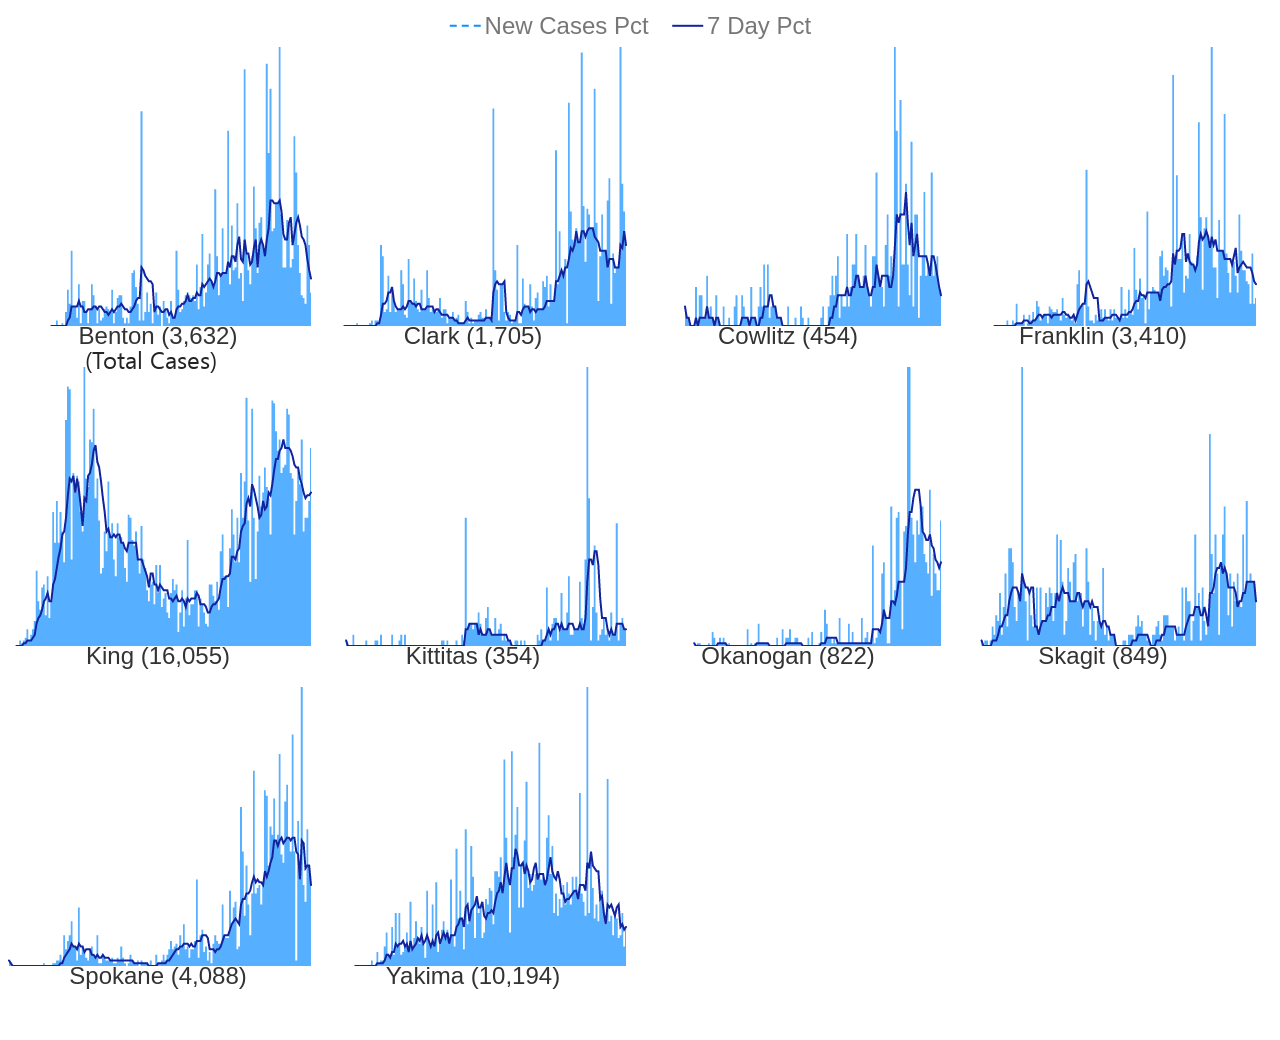 New Cases Pct 7 Day Pct
Benton (3,632) Clark (1,705) Cowlitz (454) Franklin (3,410)
(Total Cases)
King (16,055) Kittitas (354) Okanogan (822) Skagit (849)
Spokane (4,088) Yakima (10,194)